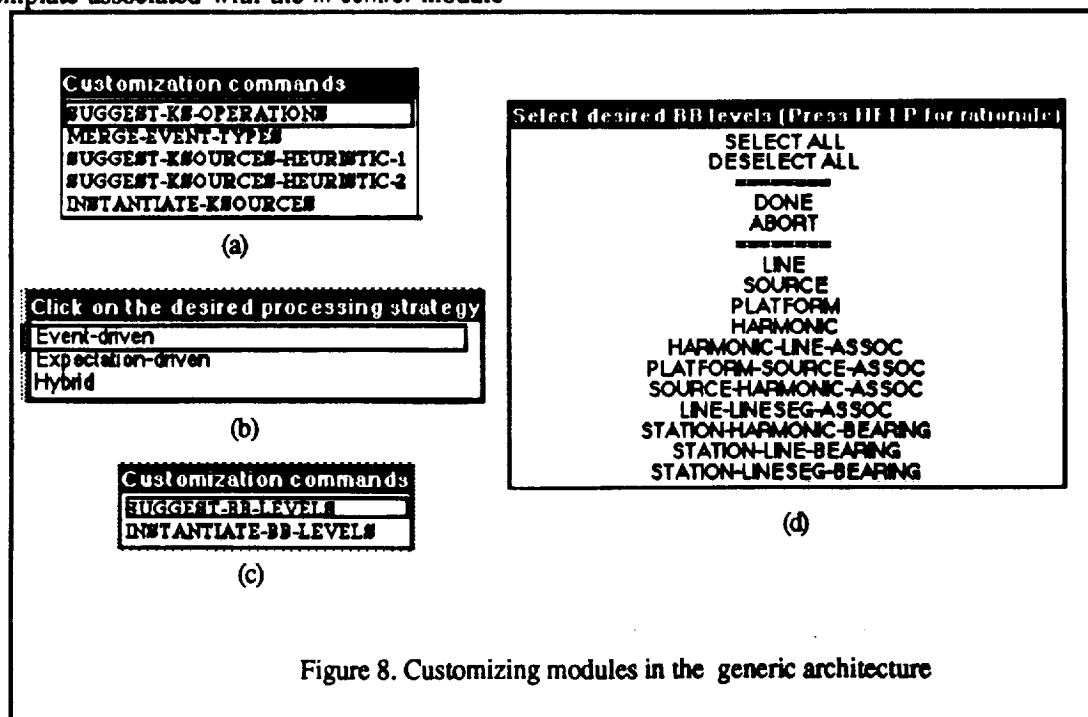 associated with the
module
Customization commands
SUGGEST-KS-OPERATIONS
MERGE-EVENT-TYPES
SUGGEST-KSOURCES-HEURISTIC-1
SUGGEST-KSOURCES-HEURISTIC-2
INSTANTIATE-KSOURCES
(a)
Click on the desired processing strategy
Event-driven
Expectation-driven
Hybrid
(b)
Customization commands
SUGGEST-BB-LEVELS
INSTANTIATE-BB-LEVELS
(c)
Select desired BB levels (Press HELP for rationale)
SELECT ALL
DESELECT ALL
========
DONE
ABORT
========
LINE
SOURCE
PLATFORM
HARMONIC
HARMONIC-LINE-ASSOC
PLATFORM-SOURCE-ASSOC
SOURCE-HARMONIC-ASSOC
LINE-LINESEG-ASSOC
STATION-HARMONIC-BEARING
STATION-LINE-BEARING
STATION-LINESEG-BEARING
(d)
Figure 8. Customizing modules in the generic architecture